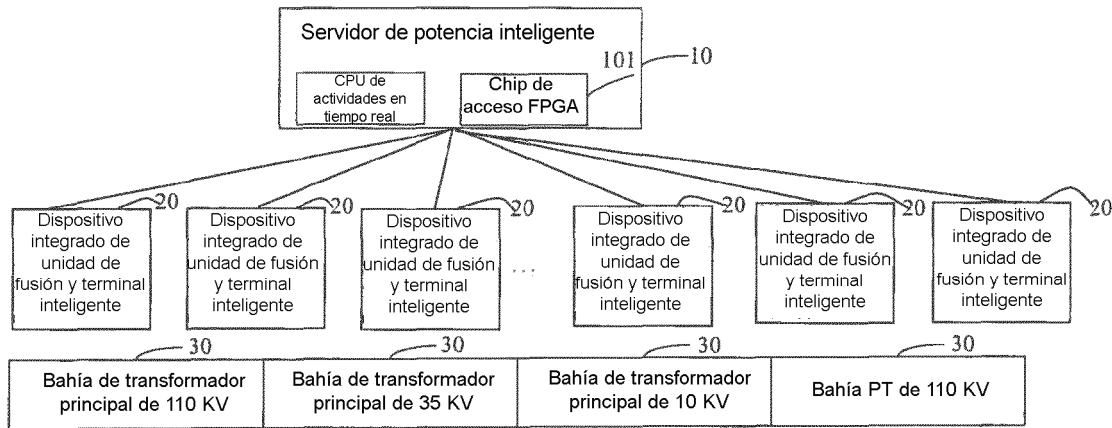 Servidor de potencia inteligente
101
10
CPU de
actividades en
tiempo real
Chip de
acceso FPGA
20
20
20
20
20
20
Dispositivo
integrado de
unidad de
fusión y terminal
inteligente
Dispositivo
integrado de
unidad de fusión
y terminal
inteligente
Dispositivo
integrado de
unidad de fusión
y terminal
inteligente
...
Dispositivo
integrado de
unidad de
fusión y terminal
inteligente
Dispositivo
integrado de
unidad de fusión
y terminal
inteligente
Dispositivo
integrado de
unidad de
fusión y terminal
inteligente
30
30
30
30
Bahía de transformador
principal de 110 KV
Bahía de transformador
principal de 35 KV
Bahía de transformador
principal de 10 KV
Bahía PT de 110 KV